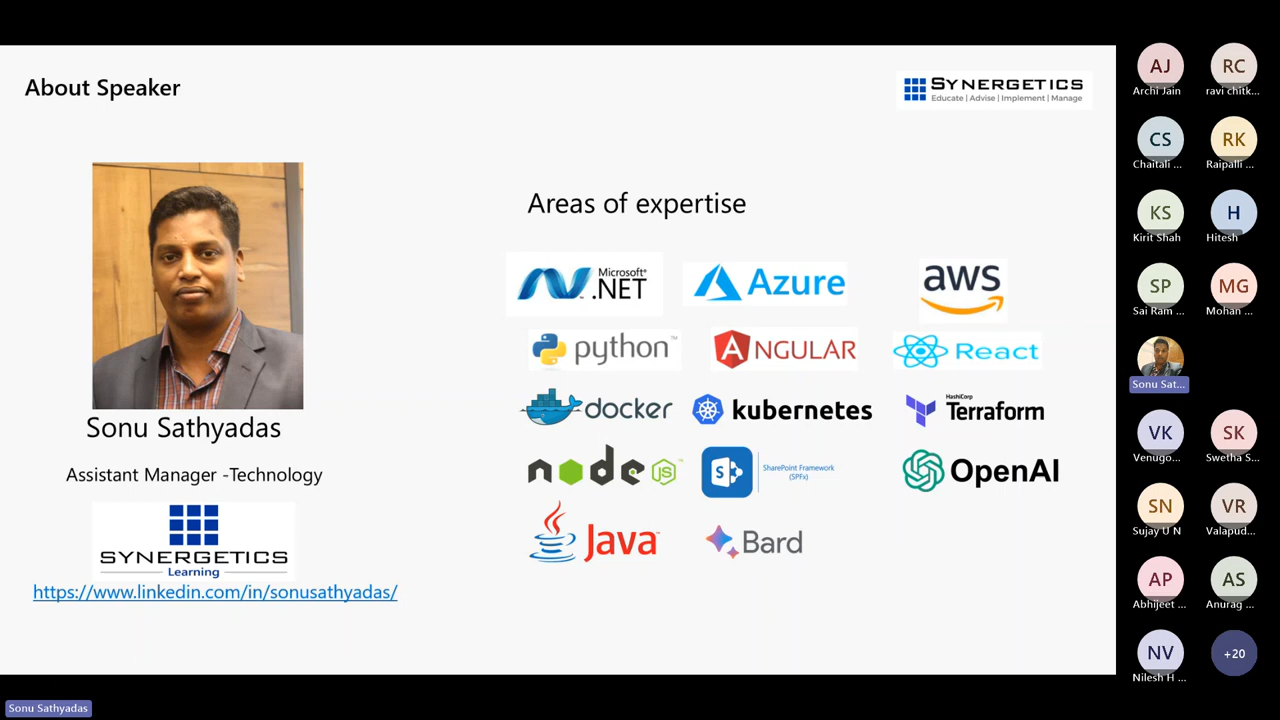 About Speaker
SYNERGETICS
Educate | Advise | Implement | Manage
Areas of expertise
Microsoft®
.NET
Azure
aws
python™
ANGULAR
React
docker
kubernetes
HashiCorp
Terraform
node JS™
S
SharePoint Framework
(SPFx)
OpenAI
Java™
Bard
Sonu Sathyadas
Assistant Manager -Technology
SYNERGETICS
Learning
https://www.linkedin.com/in/sonusathyadas/
AJ
Archi Jain
RC
ravi chitk...
CS
Chaitali ...
RK
Raipalli ...
KS
Kirit Shah
H
Hitesh
SP
Sai Ram ...
MG
Mohan ...
Sonu Sat...
VK
Venugo...
SK
Swetha S...
SN
Sujay U N
VR
Valapud...
AP
Abhijeet ...
AS
Anurag ...
NV
Nilesh H ...
+20
Sonu Sathyadas